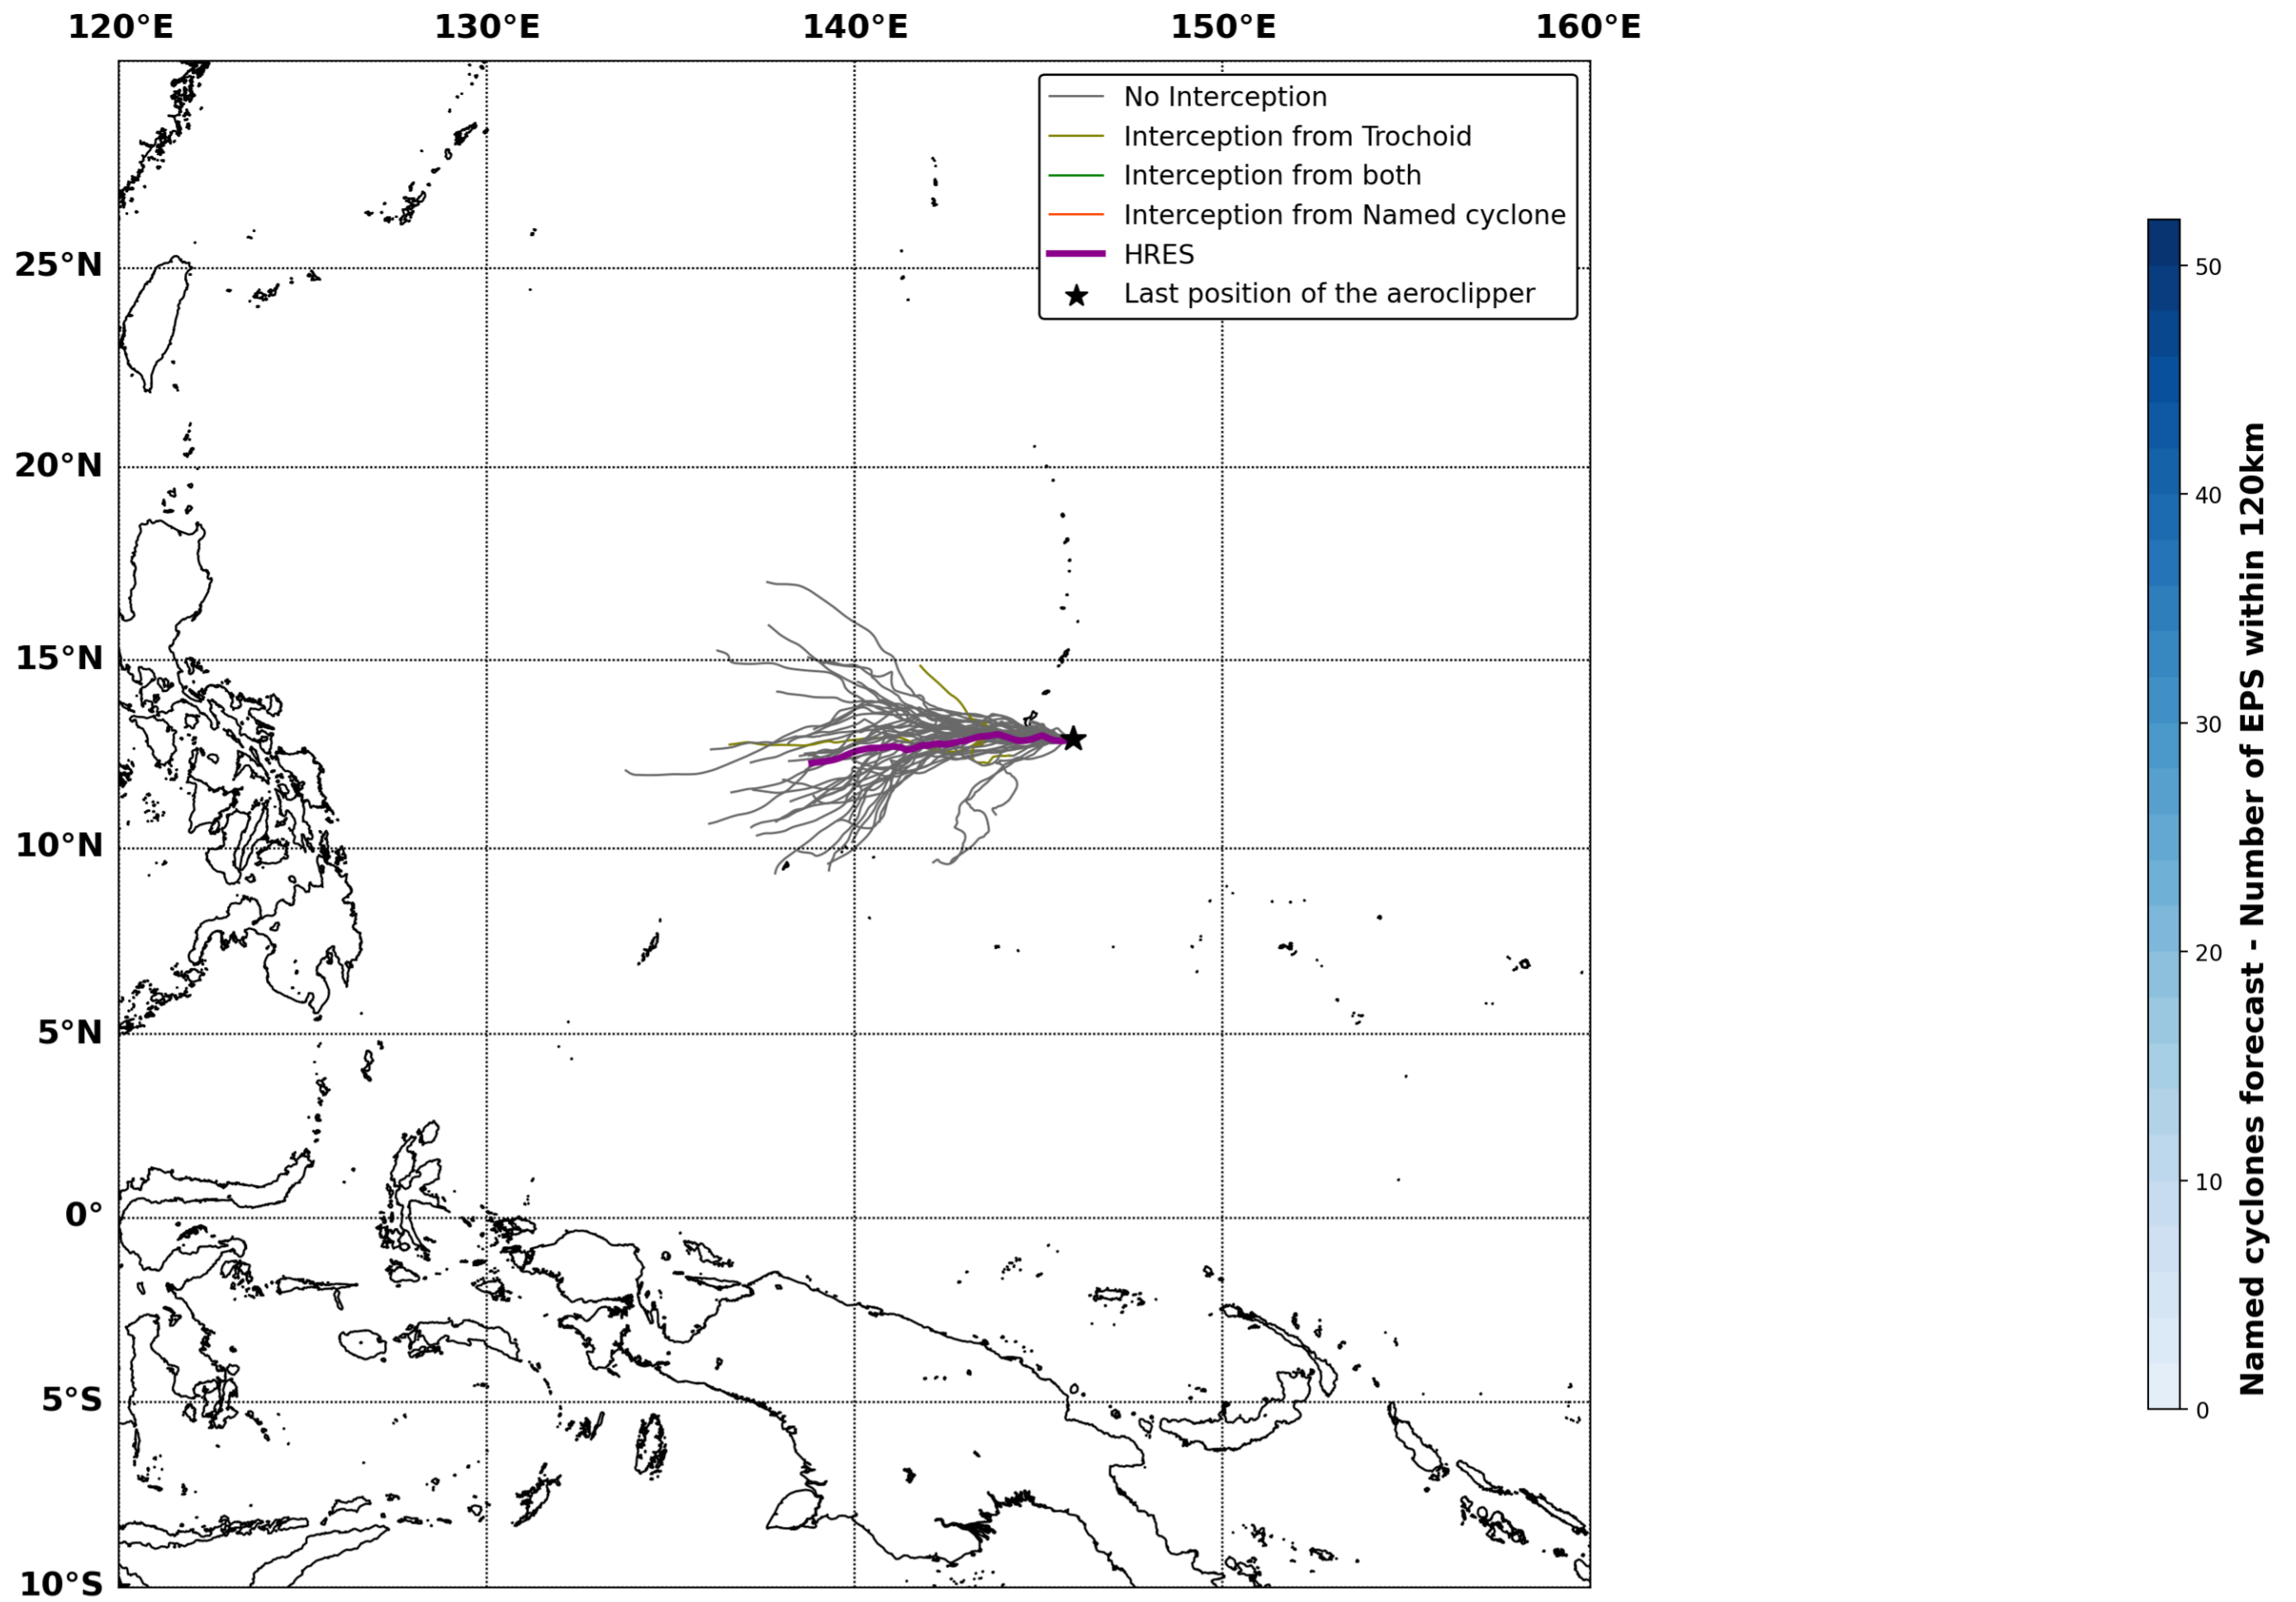 120°E 130°E 140°E 150°E 160°E
No Interception
Interception from Trochoid
Interception from both
Interception from Named cyclone
HRES
Last position of the aeroclipper
25°N
20°N
15°N
10°N
5°N
0°
5°S
10°S
50
40
30
20
10
0
Named cyclones forecast - Number of EPS within 120km